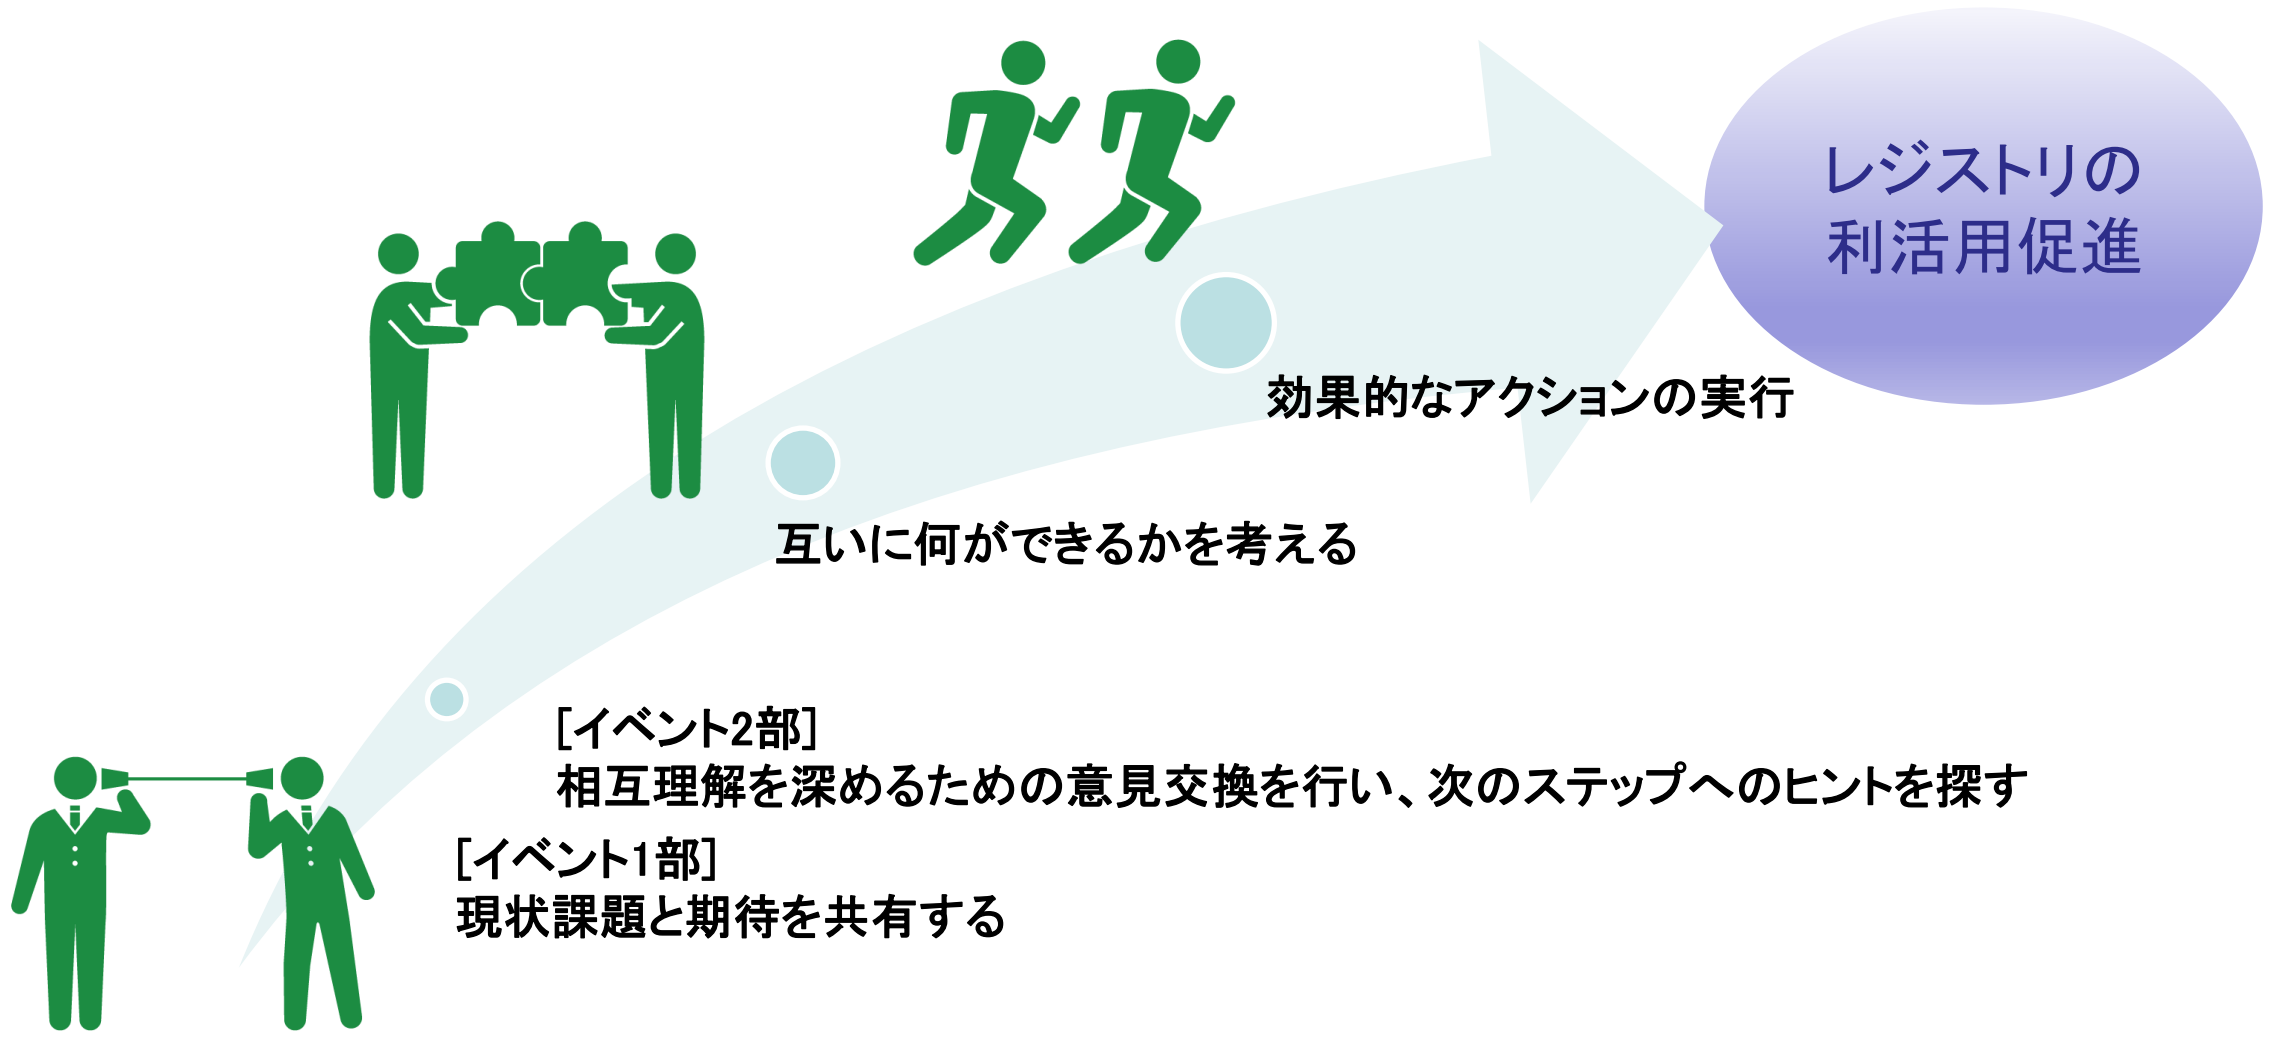 レジストリの
利活用促進
効果的なアクションの実行
互いに何ができるかを考える
[イベント2部]
相互理解を深めるための意見交換を行い、次のステップへのヒントを探す
[イベント1部]
現状課題と期待を共有する